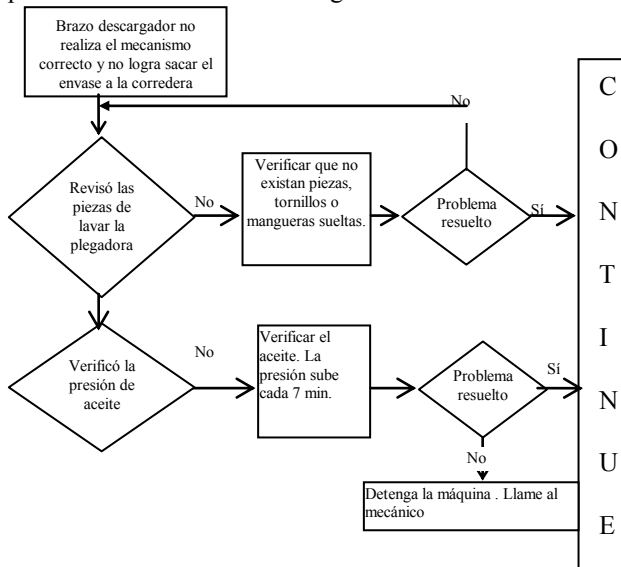 Brazo descargador no
realiza el mecanismo
correcto y no logra sacar el
envase a la corredera
No
Revisó las
piezas de
lavar la
plegadora
No
Verificar que no
existan piezas,
tornillos o
mangueras sueltas.
Problema
resuelto
Sí
Verificó la
presión de
aceite
No
Verificar el
aceite. La
presión sube
cada 7 min.
Problema
resuelto
Sí
No
Detenga la máquina . Llame al
mecánico
C
O
N
T
I
N
U
E